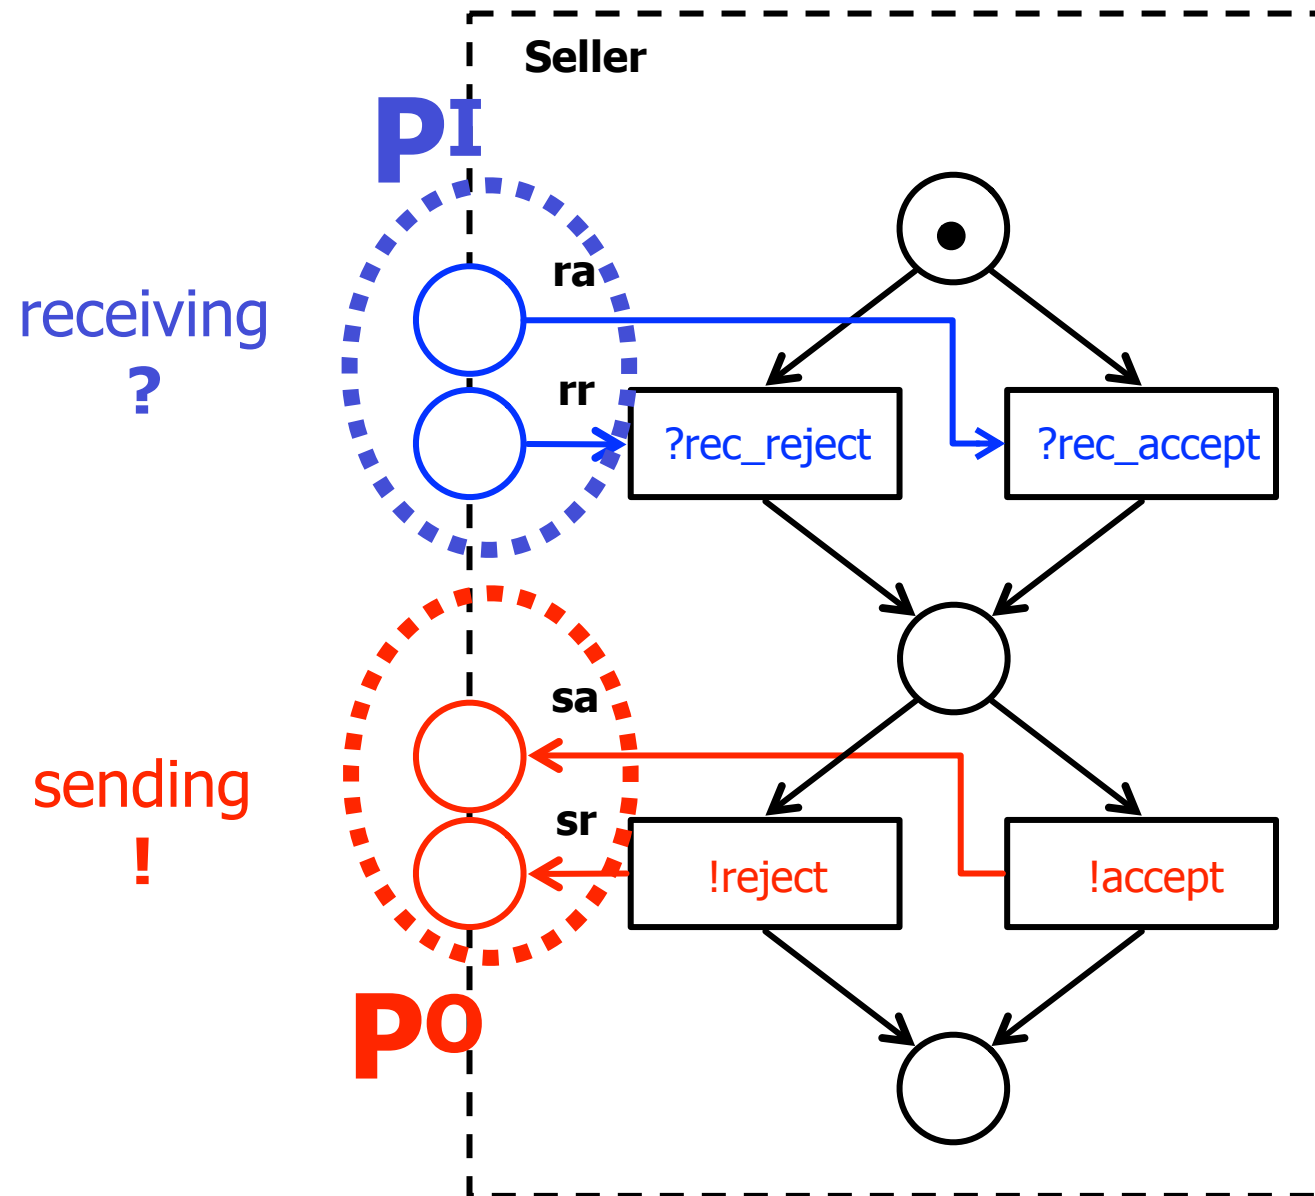 Seller
PI
ra
receiving
?
rr
?rec_reject
?rec_accept
sa
sending
!
sr
!reject
!accept
PO